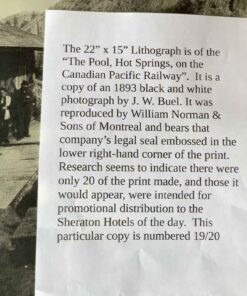 The 22” x 15” Lithograph is of the
“The Pool, Hot Springs, on the
Canadian Pacific Railway”.  It is a
copy of an 1893 black and white
photograph by J. W. Buel. It was
reproduced by William Norman &
Sons of Montreal and bears that
company’s legal seal embossed in the
lower right-hand corner of the print.
Research seems to indicate there were
only 20 of the print made, and those it
would appear, were intended for
promotional distribution to the
Sheraton Hotels of the day.  This
particular copy is numbered 19/20